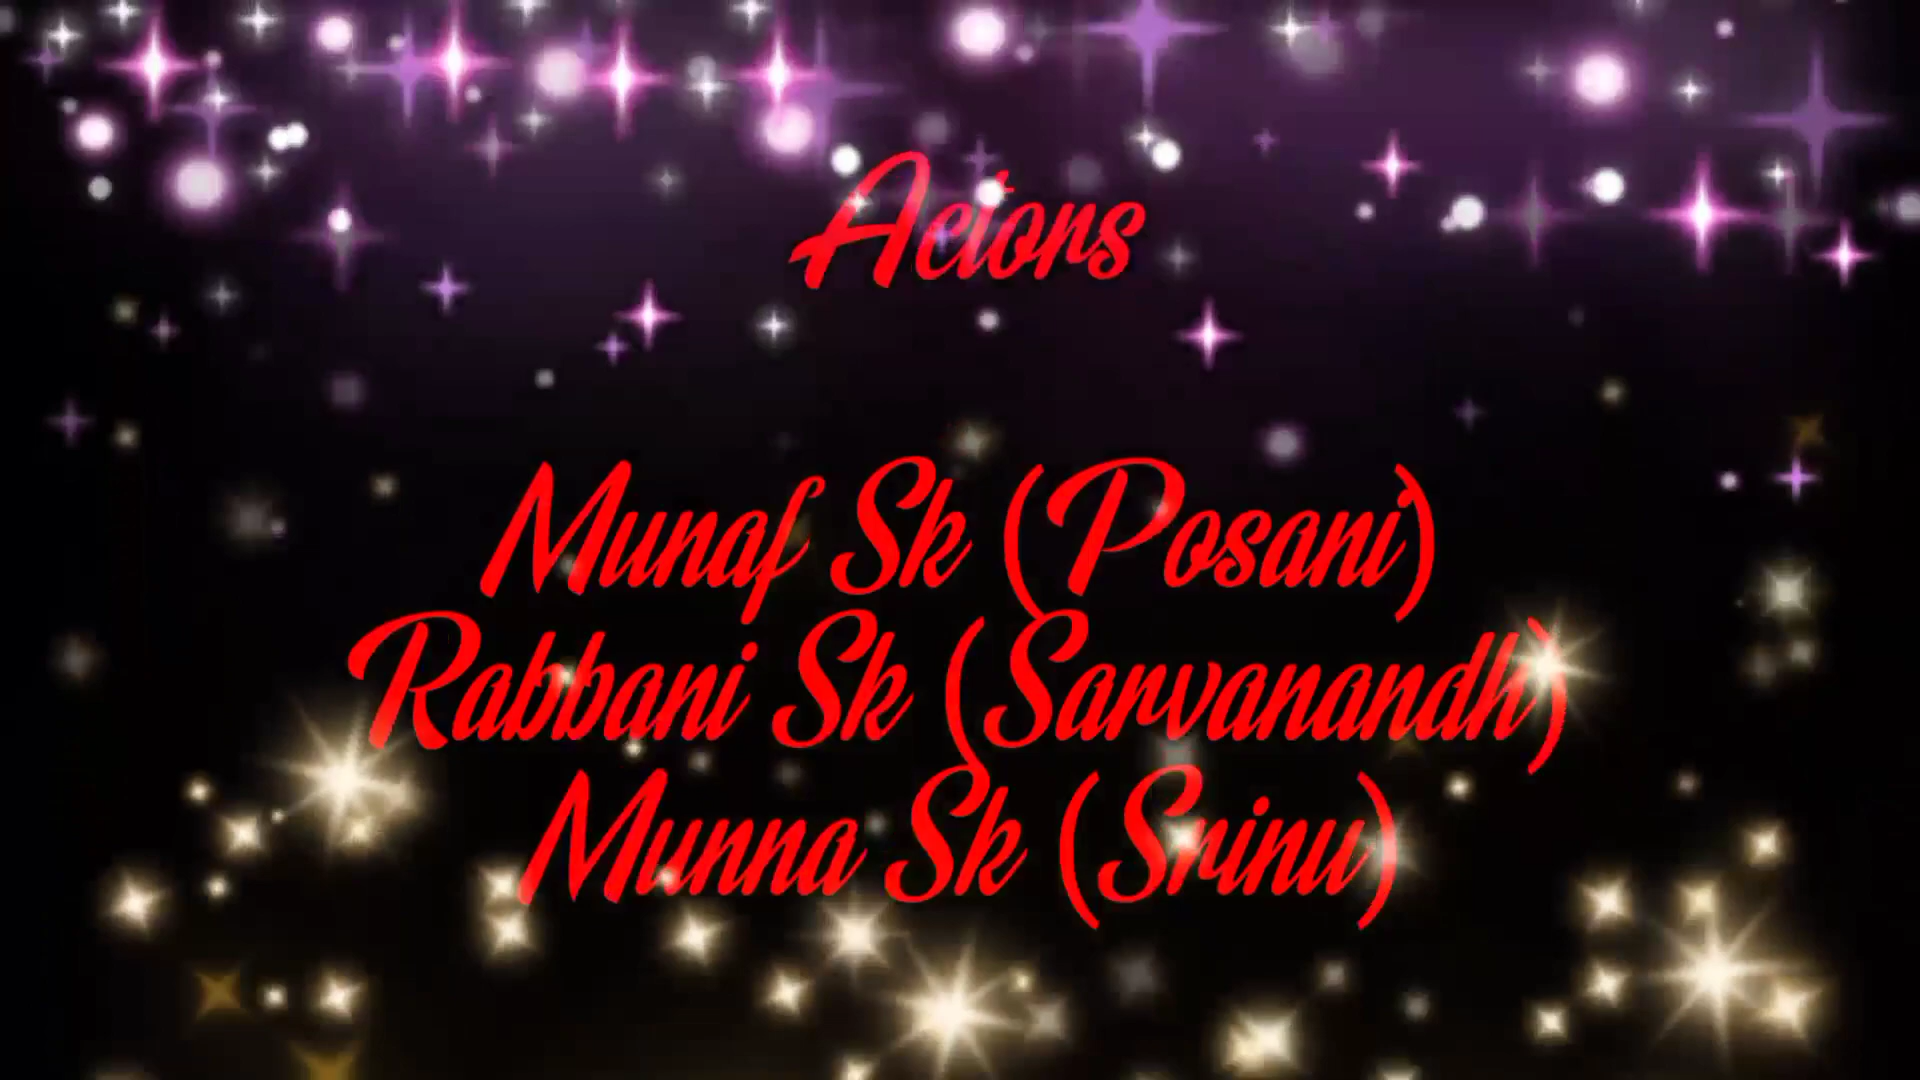 Actors
Munaf Sk (Posani)
Rabbani Sk (Sarvanandh)
Munna Sk (Srinu)